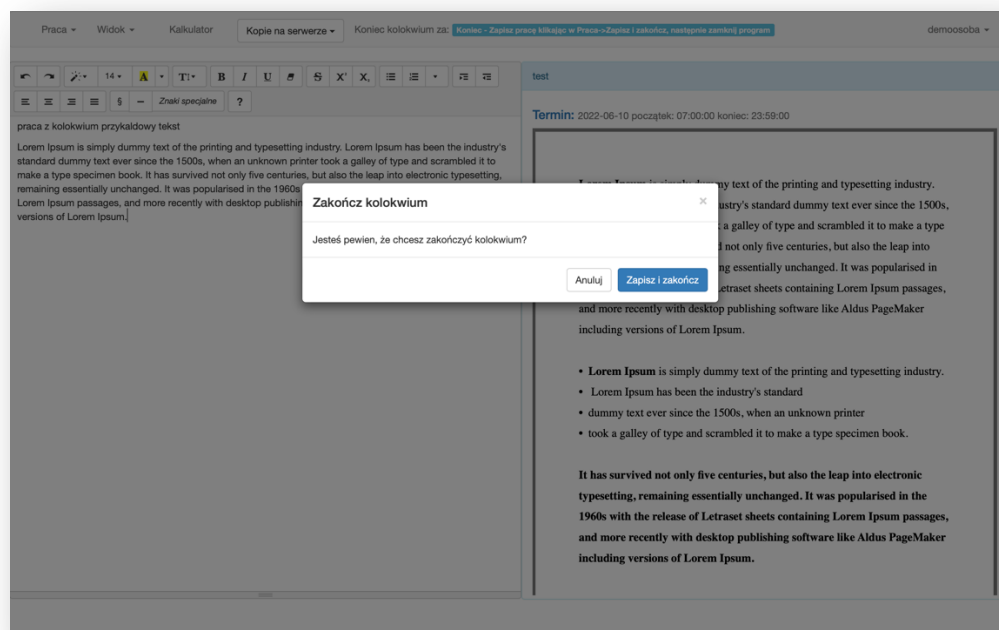 Praca Widok Kalkulator Kopie na serwerze Koniec kolokwium za: Koniec - Zapisz pracę klikając w Praca->Zapisz i zakończ, następnie zamknij program demoosoba
14 A T B I U S X X,
§ — Znaki specjalne ?
praca z kolokwium przykaldowy tekst
Lorem Ipsum is simply dummy text of the printing and typesetting industry. Lorem Ipsum has been the industry's
standard dummy text ever since the 1500s, when an unknown printer took a galley of type and scrambled it to
make a type specimen book. It has survived not only five centuries, but also the leap into electronic typesetting,
remaining essentially unchanged. It was popularised in the 1960s
Lorem Ipsum passages, and more recently with desktop publishin
versions of Lorem Ipsum.
Zakończ kolokwium ×
Jesteś pewien, że chcesz zakończyć kolokwium?
Anuluj Zapisz i zakończ
test
Termin: 2022-06-10 początek: 07:00:00 koniec: 23:59:00
ny text of the printing and typesetting industry.
ustry's standard dummy text ever since the 1500s,
a galley of type and scrambled it to make a type
not only five centuries, but also the leap into
ng essentially unchanged. It was popularised in
Letraset sheets containing Lorem Ipsum passages,
and more recently with desktop publishing software like Aldus PageMaker
including versions of Lorem Ipsum.
• Lorem Ipsum is simply dummy text of the printing and typesetting industry.
• Lorem Ipsum has been the industry's standard
• dummy text ever since the 1500s, when an unknown printer
• took a galley of type and scrambled it to make a type specimen book.
It has survived not only five centuries, but also the leap into electronic
typesetting, remaining essentially unchanged. It was popularised in the
1960s with the release of Letraset sheets containing Lorem Ipsum passages,
and more recently with desktop publishing software like Aldus PageMaker
including versions of Lorem Ipsum.